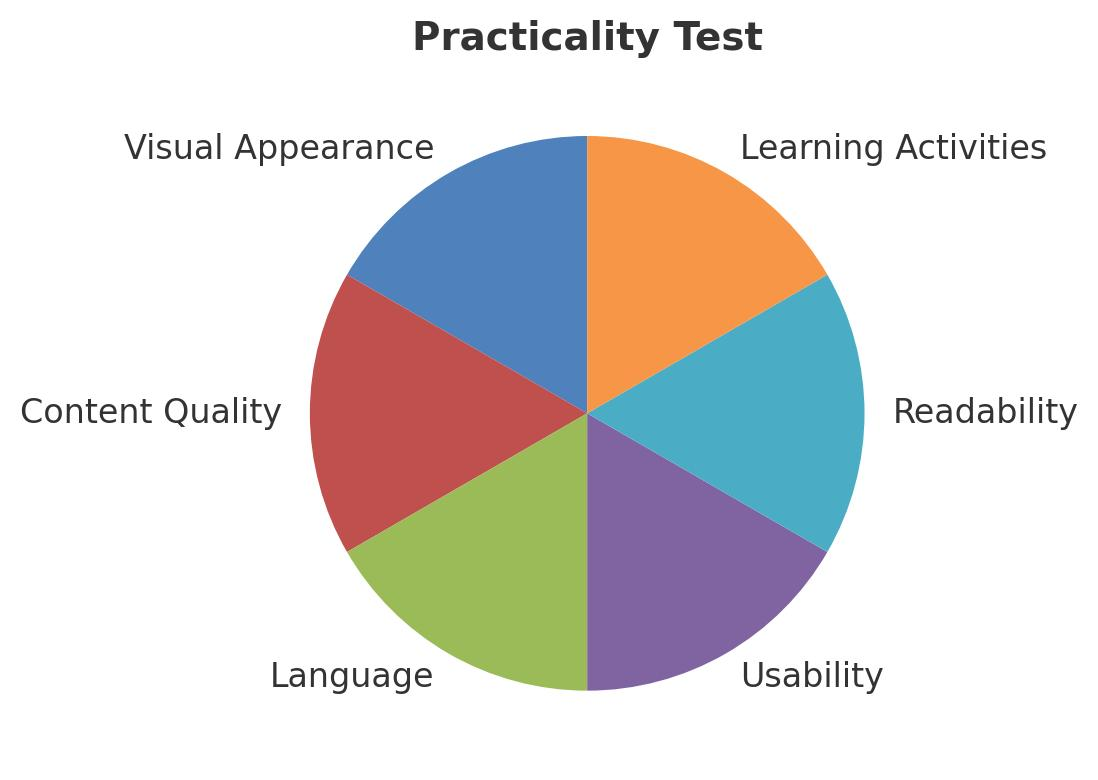 Practicality Test
Visual Appearance
Learning Activities
Content Quality
Readability
Language
Usability